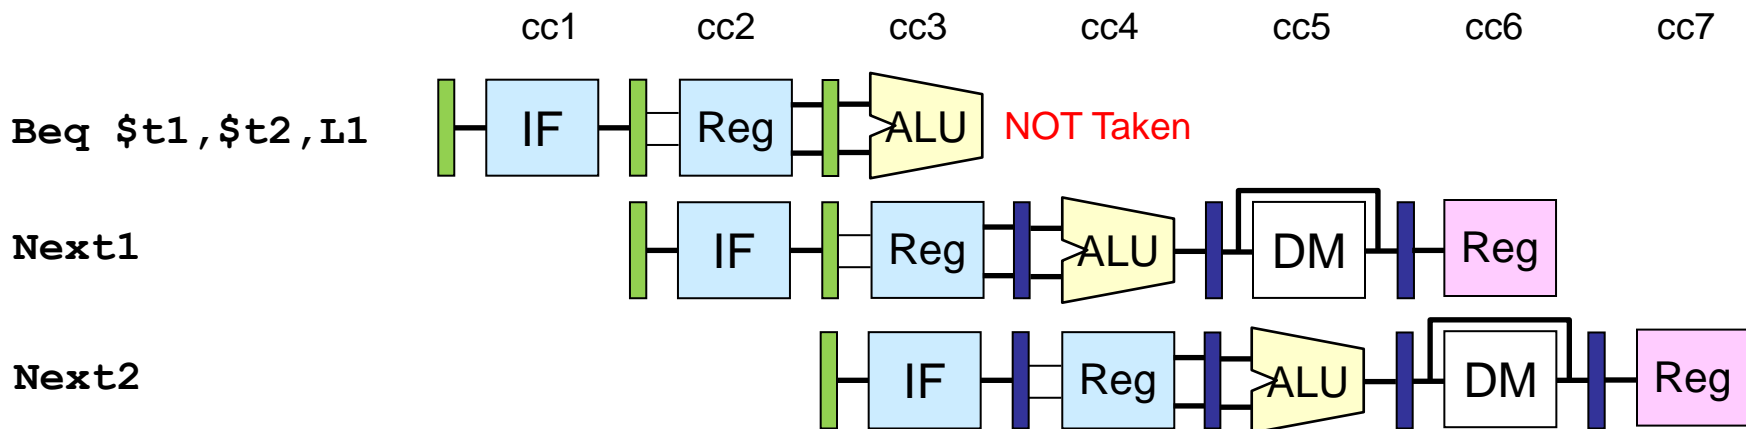 cc1 cc2 cc3 cc4 cc5 cc6 cc7
Beq $t1,$t2,L1 IF Reg ALU NOT Taken
Next1 IF Reg ALU DM Reg
Next2 IF Reg ALU DM Reg